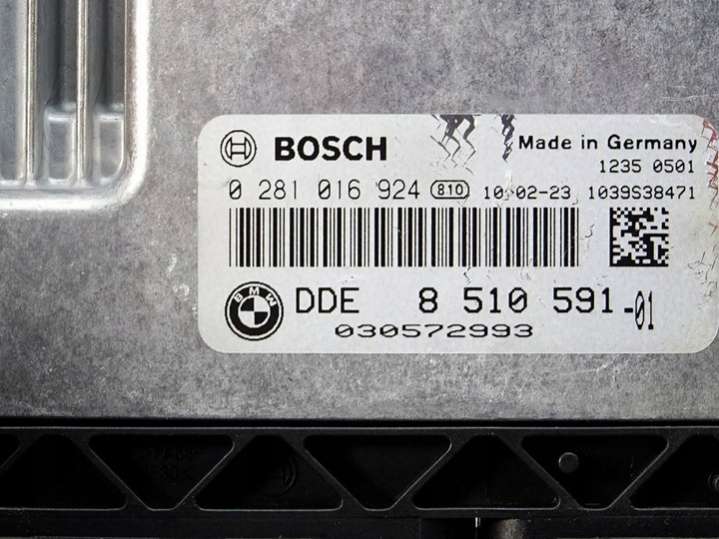 BOSCH Made in Germany
1235 0501
0 281 016 924 810 10-02-23 1039S38471
BMW DDE 8 510 591-01
030572993